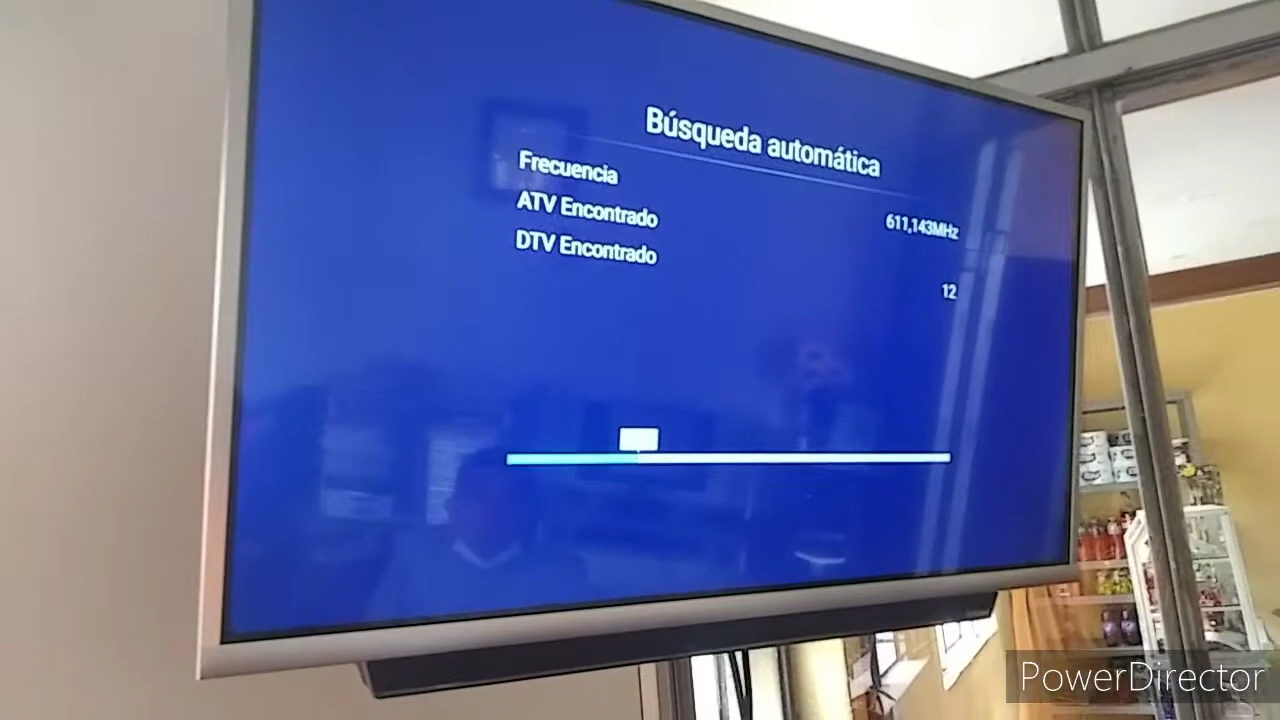 Búsqueda automática
Frecuencia 611,143MHz
ATV Encontrado
DTV Encontrado 12
PowerDirector